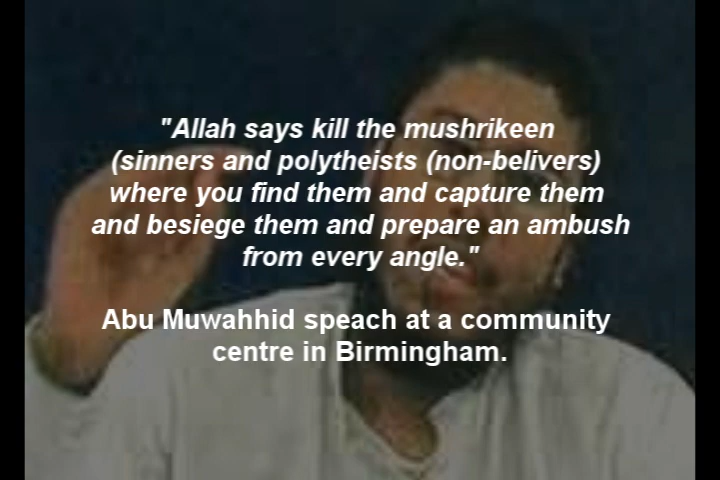 "Allah says kill the mushrikeen
(sinners and polytheists (non-belivers)
where you find them and capture them
and besiege them and prepare an ambush
from every angle."
Abu Muwahhid speach at a community
centre in Birmingham.